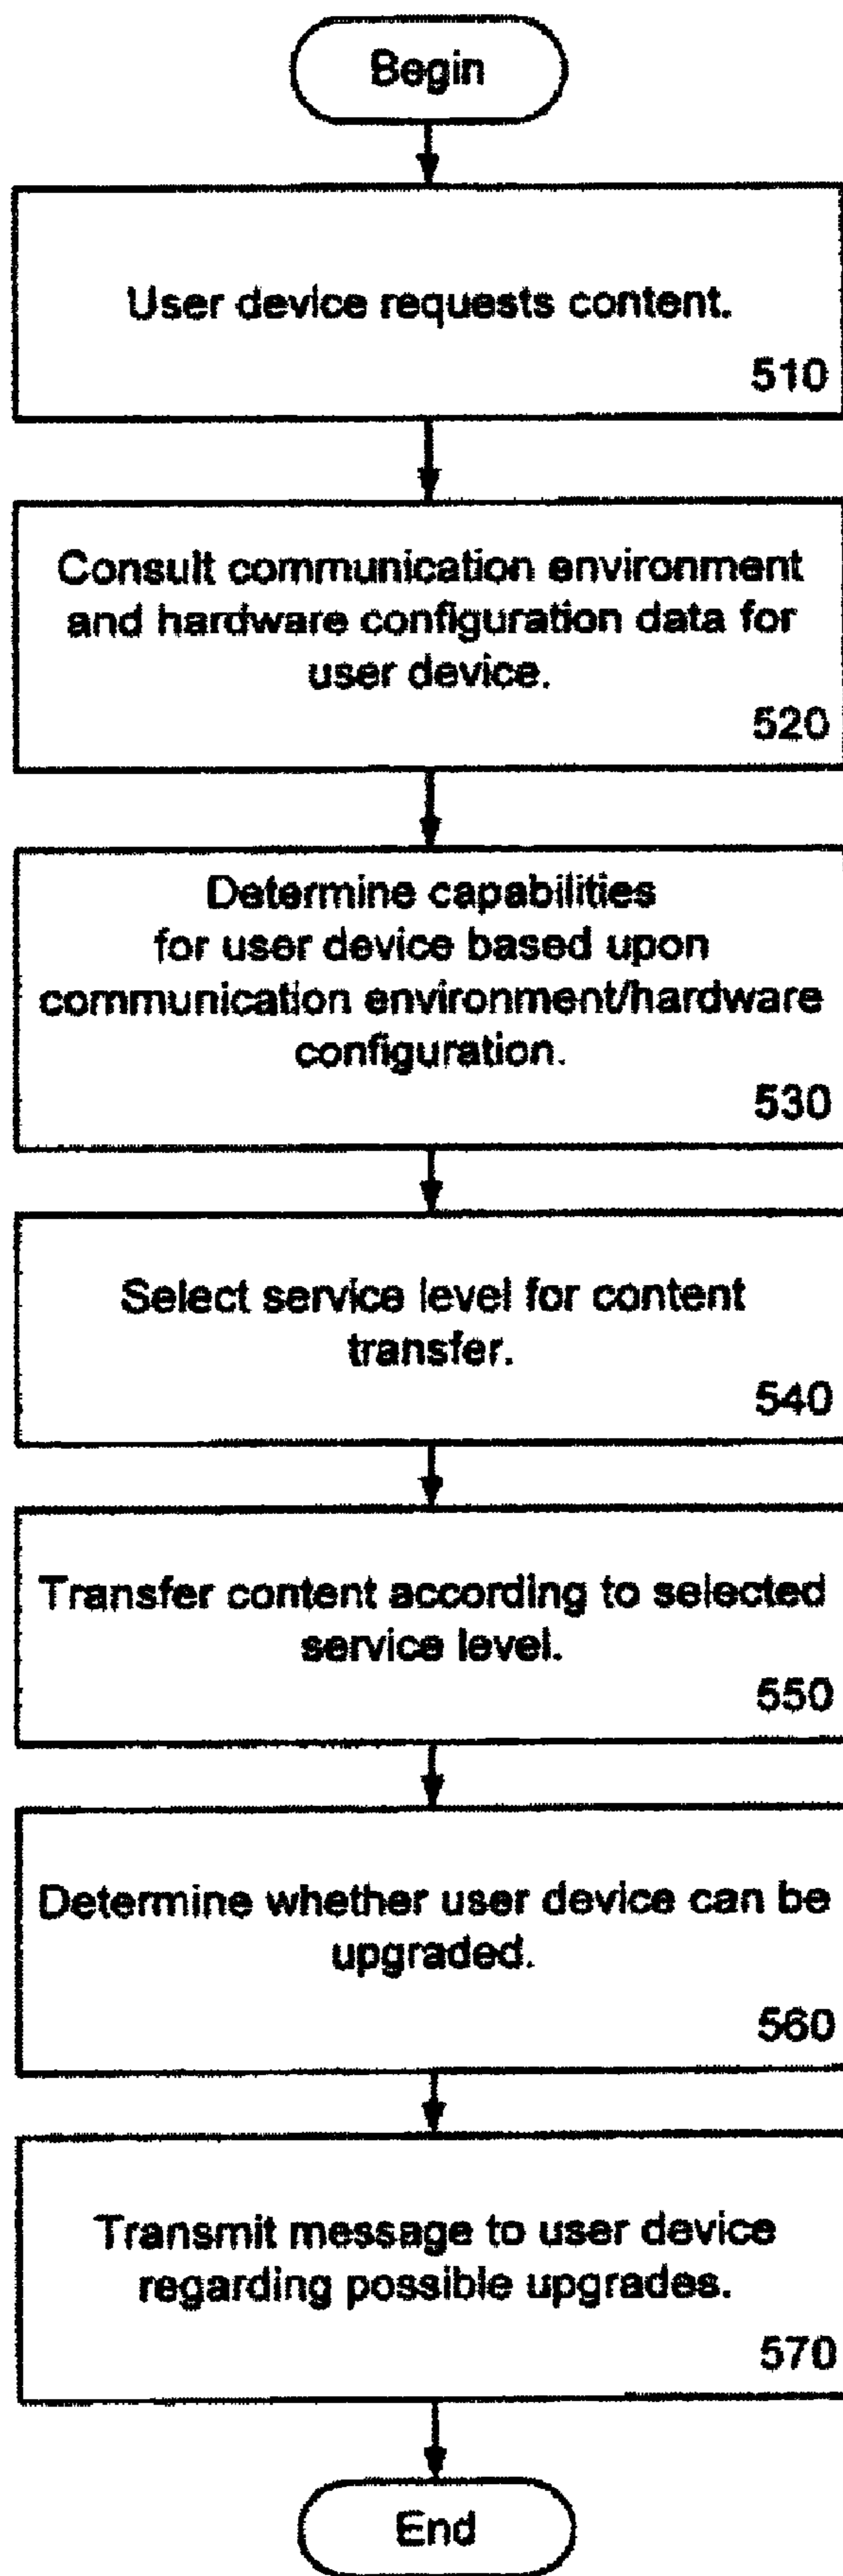 Begin
User device requests content.
510
Consult communication environment
and hardware configuration data for
user device.
520
Determine capabilities
for user device based upon
communication environment/hardware
configuration.
530
Select service level for content
transfer.
540
Transfer content according to selected
service level.
550
Determine whether user device can be
upgraded.
560
Transmit message to user device
regarding possible upgrades.
570
End